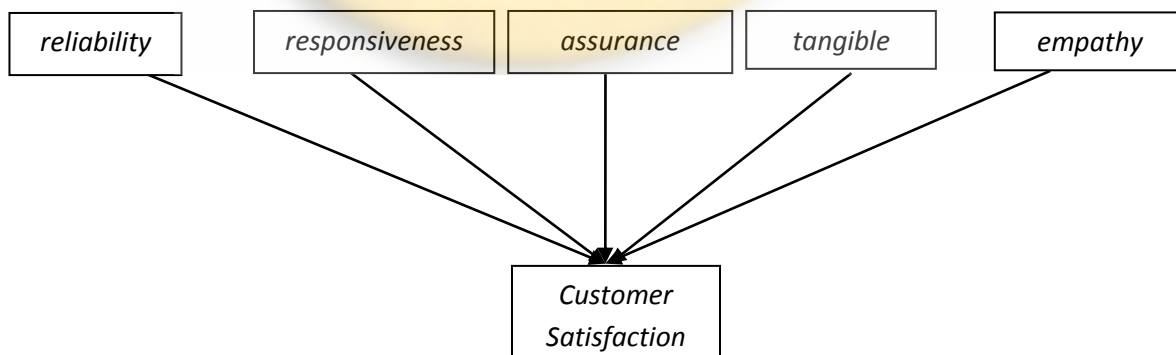 reliability responsiveness assurance tangible empathy
Customer
Satisfaction